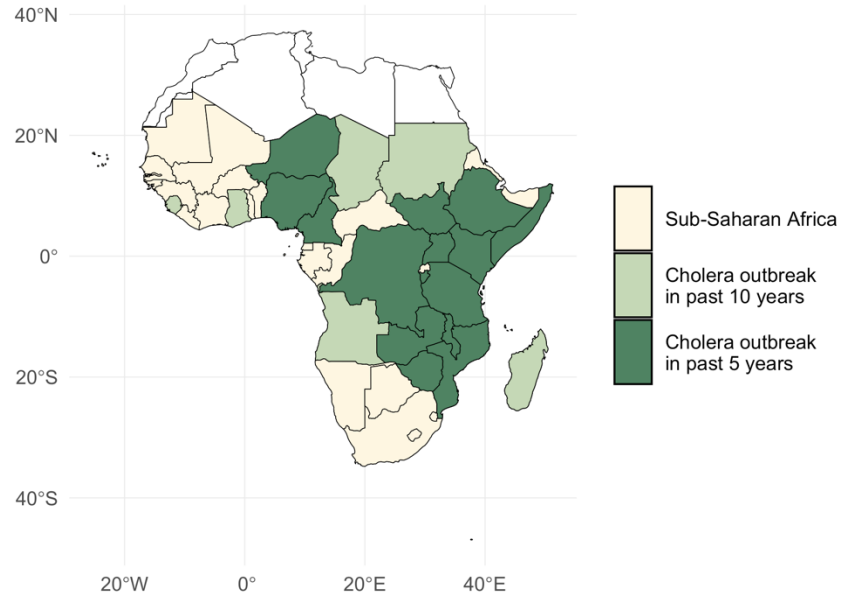 40°N
20°N
0°
20°S
40°S
20°W
0°
20°E
40°E
Sub-Saharan Africa
Cholera outbreak
in past 10 years
Cholera outbreak
in past 5 years